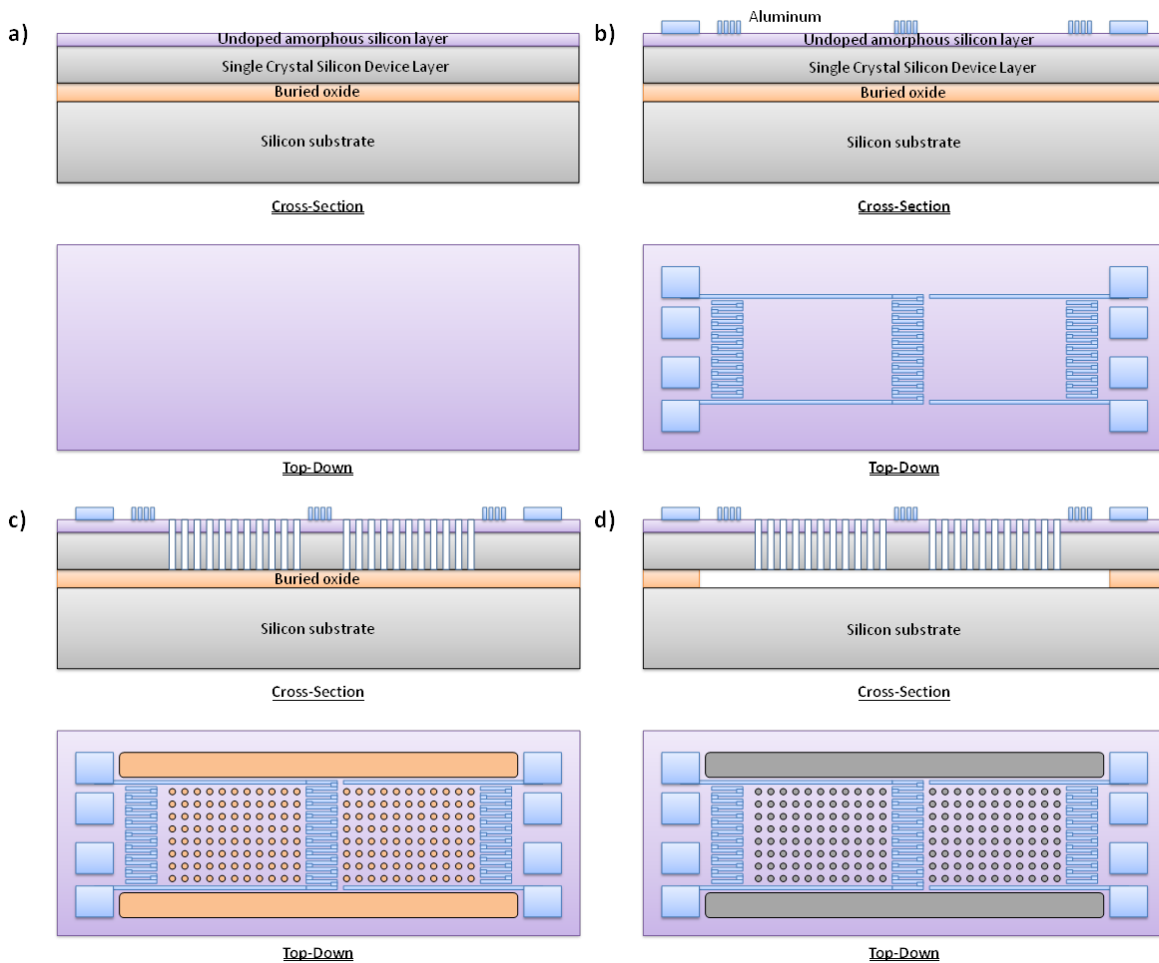 a)
Undoped amorphous silicon layer
Single Crystal Silicon Device Layer
Buried oxide
Silicon substrate
Cross-Section
Top-Down
b)
Aluminum
Undoped amorphous silicon layer
Single Crystal Silicon Device Layer
Buried oxide
Silicon substrate
Cross-Section
Top-Down
c)
Buried oxide
Silicon substrate
Cross-Section
Top-Down
d)
Silicon substrate
Cross-Section
Top-Down